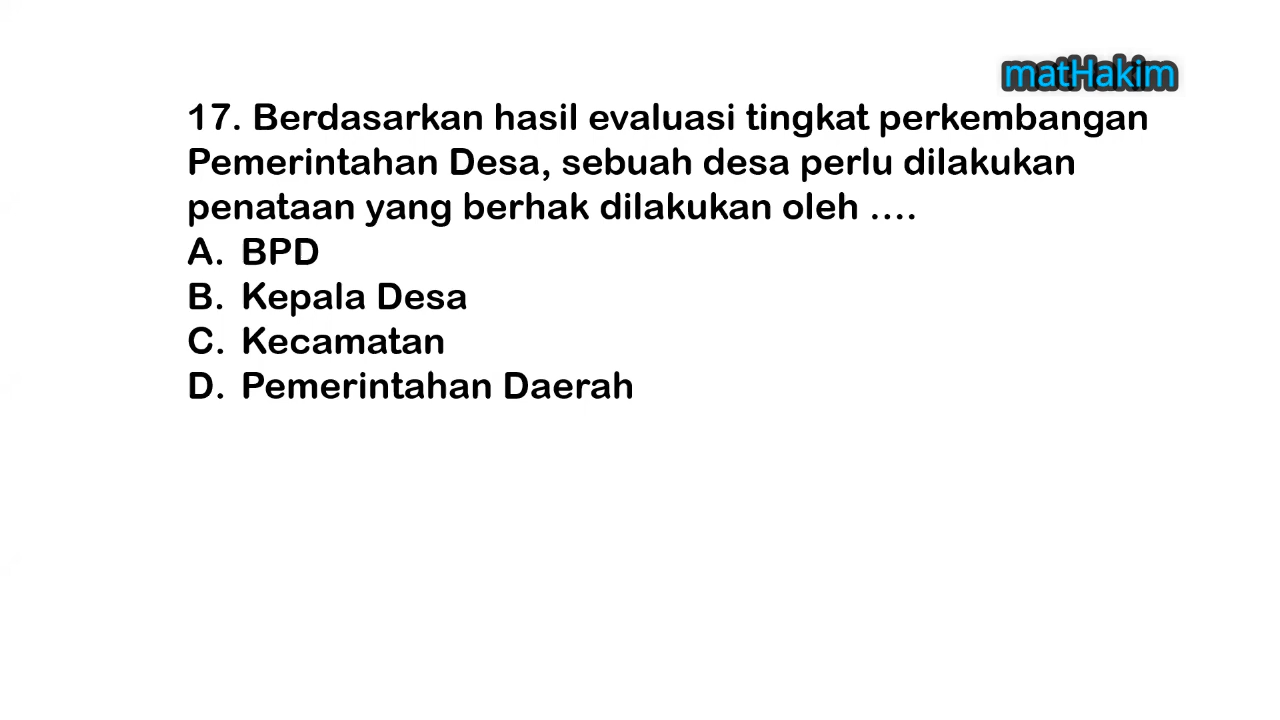 matHakim
17. Berdasarkan hasil evaluasi tingkat perkembangan
Pemerintahan Desa, sebuah desa perlu dilakukan
penataan yang berhak dilakukan oleh ....
A. BPD
B. Kepala Desa
C. Kecamatan
D. Pemerintahan Daerah